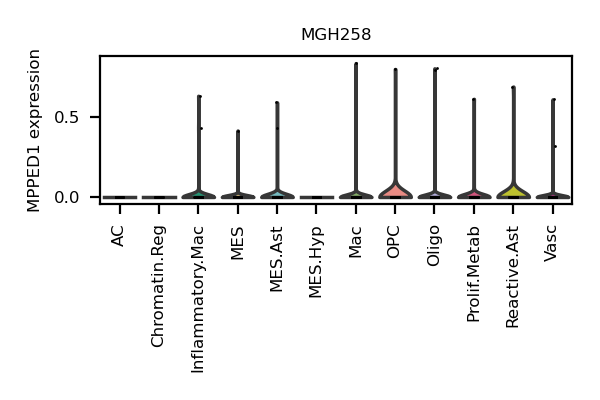 MGH258
MPPED1 expression
0.5
0.0
AC
Chromatin.Reg
Inflammatory.Mac
MES
MES.Ast
MES.Hyp
Mac
OPC
Oligo
Prolif.Metab
Reactive.Ast
Vasc